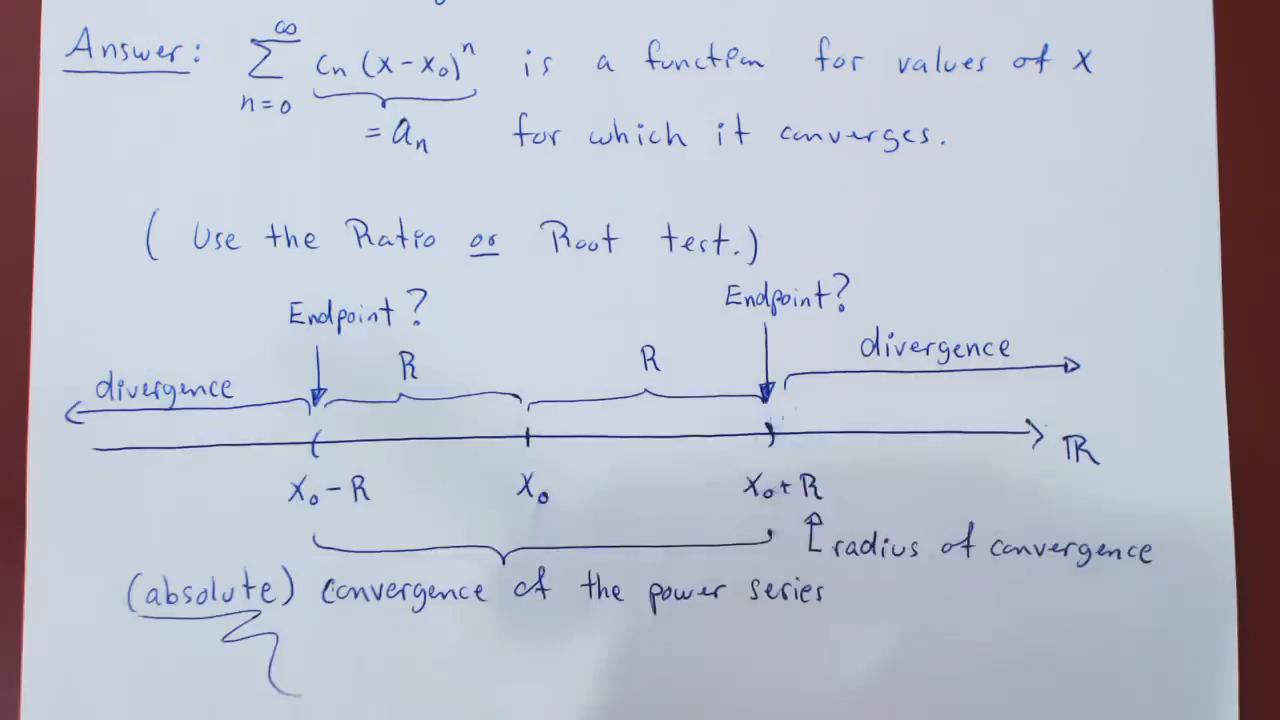 Answer: ∞
∑ cn (x-x₀)ⁿ is a function for values of x
n=0
= an for which it converges.
( Use the Ratio or Root test.)
Endpoint? Endpoint?
divergence R R divergence
ℝ
x₀-R x₀ x₀+R
radius of convergence
(absolute) convergence of the power series